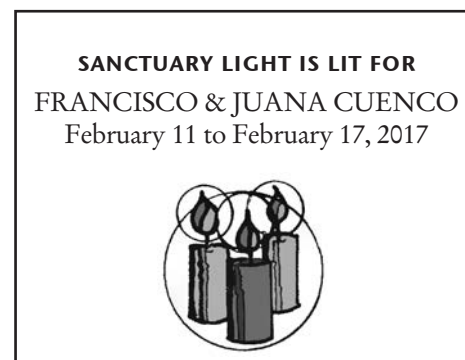 SANCTUARY LIGHT IS LIT FOR
FRANCISCO & JUANA CUENCO
February 11 to February 17, 2017